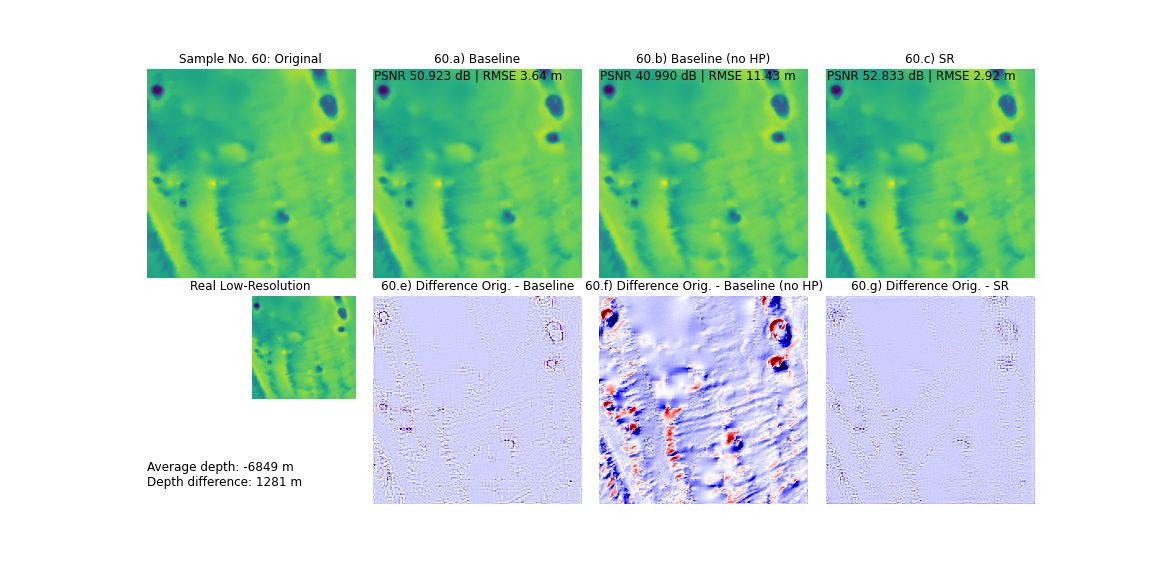 Sample No. 60: Original
60.a) Baseline
60.b) Baseline (no HP)
60.c) SR
PSNR 50.923 dB | RMSE 3.64 m
PSNR 40.990 dB | RMSE 11.43 m
PSNR 52.833 dB | RMSE 2.92 m
Real Low-Resolution
60.e) Difference Orig. - Baseline
60.f) Difference Orig. - Baseline (no HP)
60.g) Difference Orig. - SR
Average depth: -6849 m
Depth difference: 1281 m